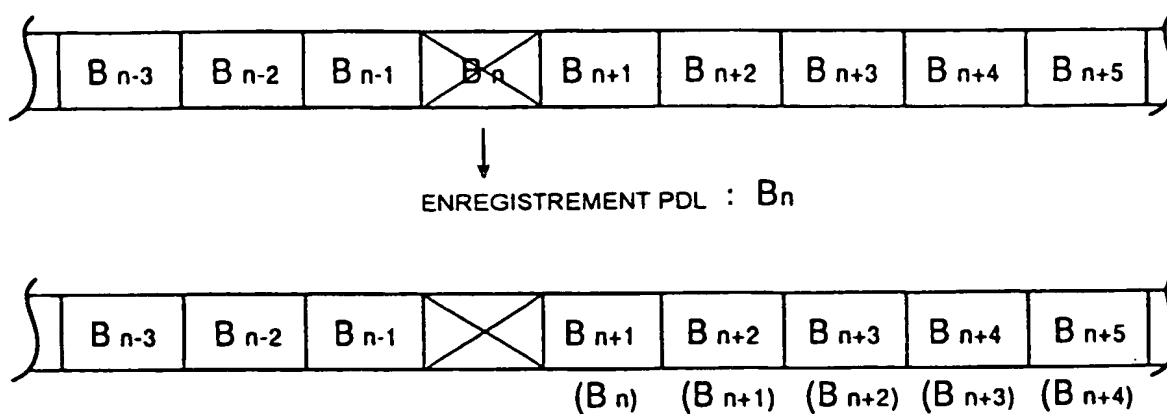 B n-3 B n-2 B n-1 B n B n+1 B n+2 B n+3 B n+4 B n+5
ENREGISTREMENT PDL : Bn
B n-3 B n-2 B n-1 B n+1 B n+2 B n+3 B n+4 B n+5
(B n) (B n+1) (B n+2) (B n+3) (B n+4)